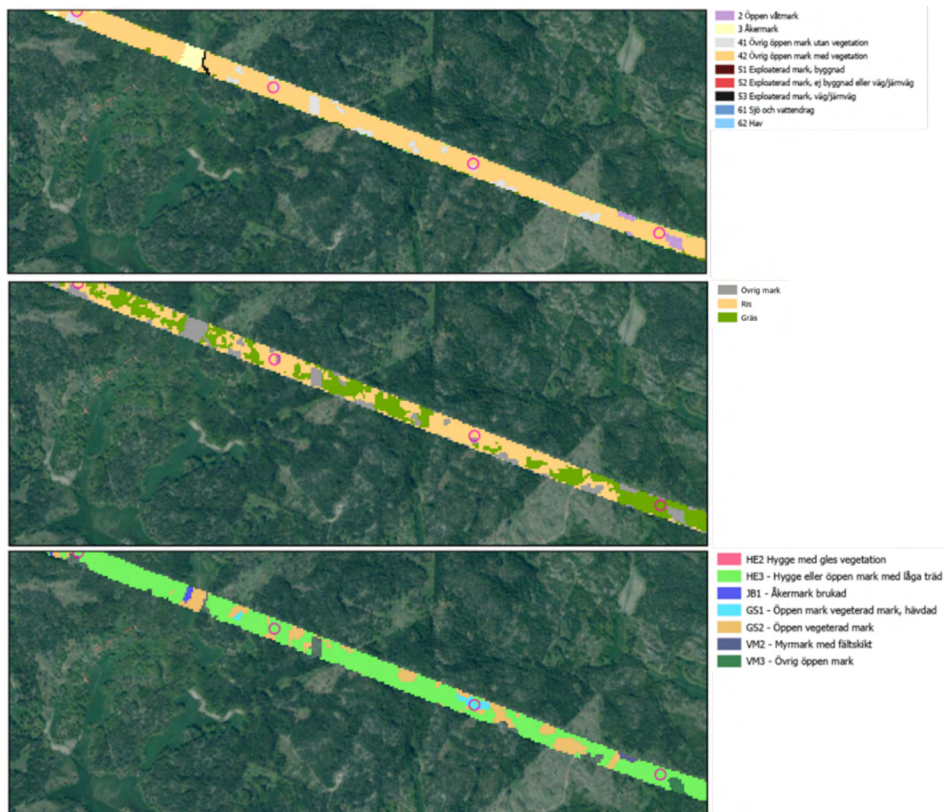 2 Öppen våtmark
3 Åkermark
41 Övrig öppen mark utan vegetation
42 Övrig öppen mark med vegetation
51 Exploaterad mark, byggnad
52 Exploaterad mark, ej byggnad eller väg/järnväg
53 Exploaterad mark, väg/järnväg
61 Sjö och vattendrag
62 Hav
Övrig mark
Ris
Gräs
HE2 Hygge med gles vegetation
HE3 - Hygge eller öppen mark med låga träd
JB1 - Åkermark brukad
GS1 - Öppen mark vegeterad mark, hävdad
GS2 - Öppen vegeterad mark
VM2 - Myrmark med fältskikt
VM3 - Övrig öppen mark